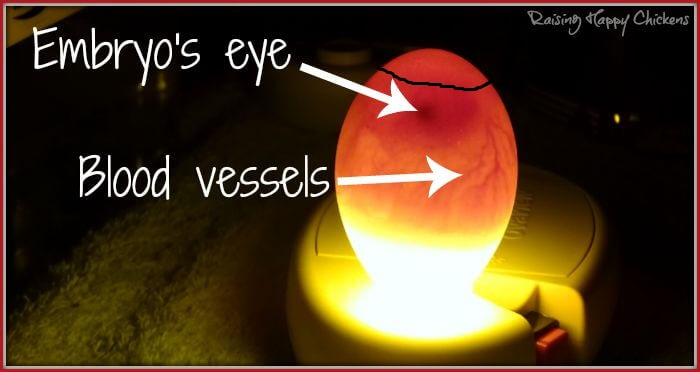 Raising Happy Chickens
Embryo's eye
Blood vessels